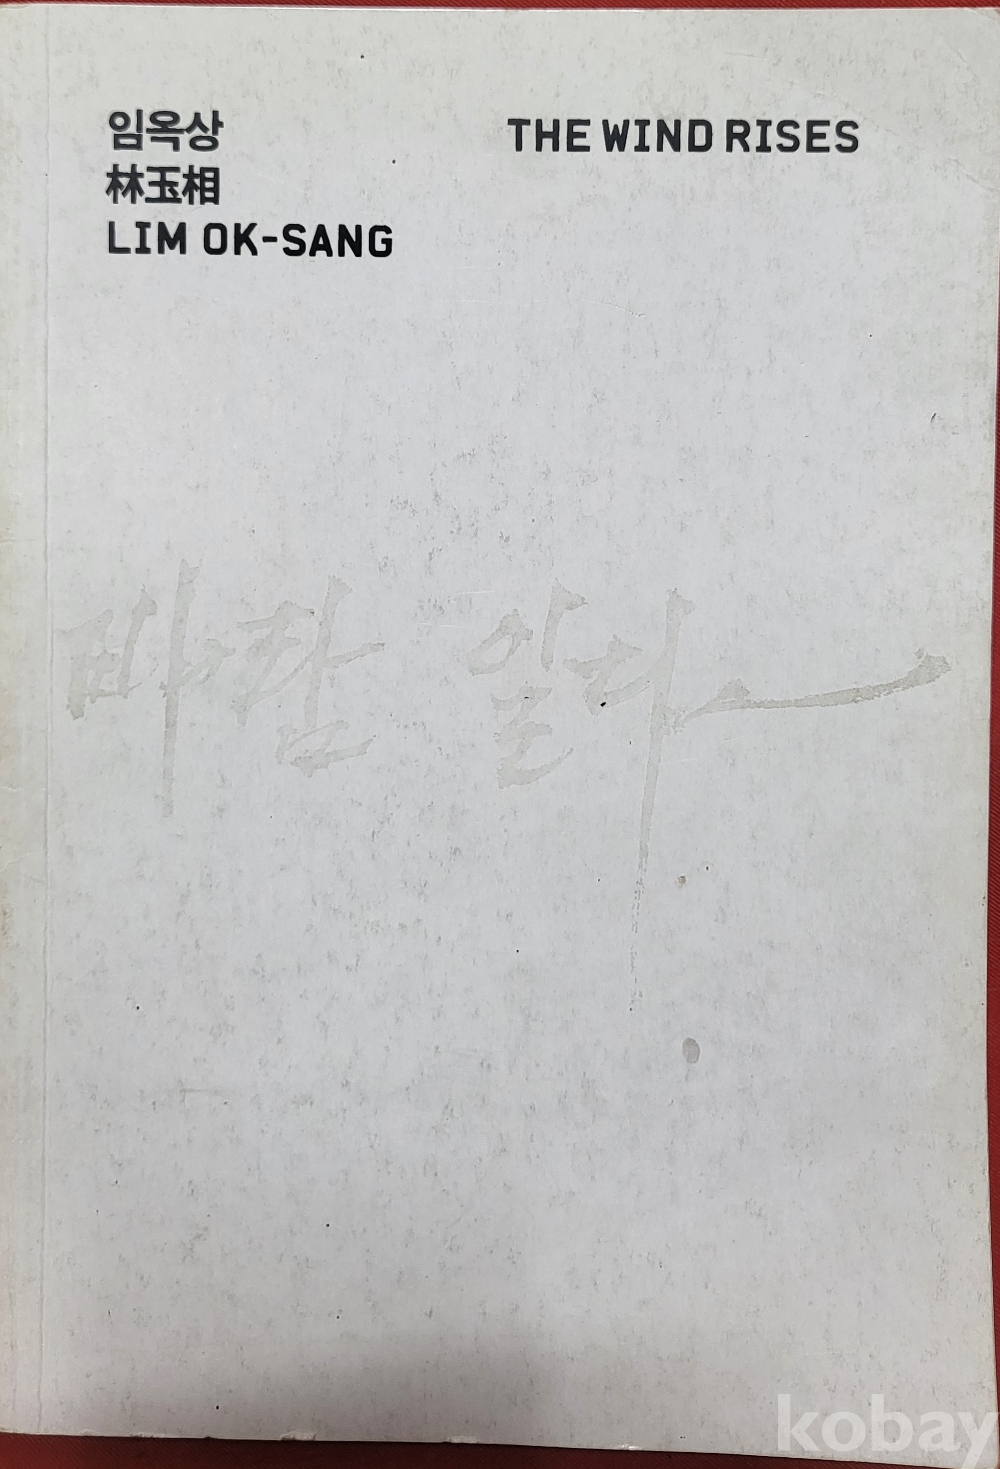 임옥상
林玉相
LIM OK-SANG
THE WIND RISES
바람 일다
kobay